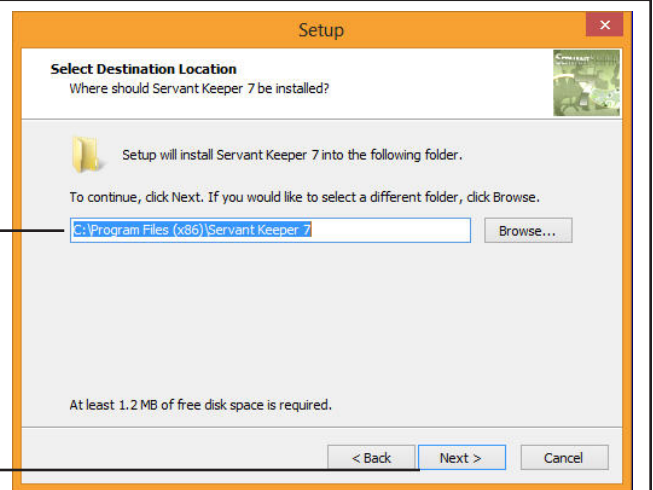 Setup
Select Destination Location
Where should Servant Keeper 7 be installed?
Setup will install Servant Keeper 7 into the following folder.
To continue, click Next. If you would like to select a different folder, click Browse.
C:\Program Files (x86)\Servant Keeper 7
Browse...
At least 1.2 MB of free disk space is required.
< Back
Next >
Cancel